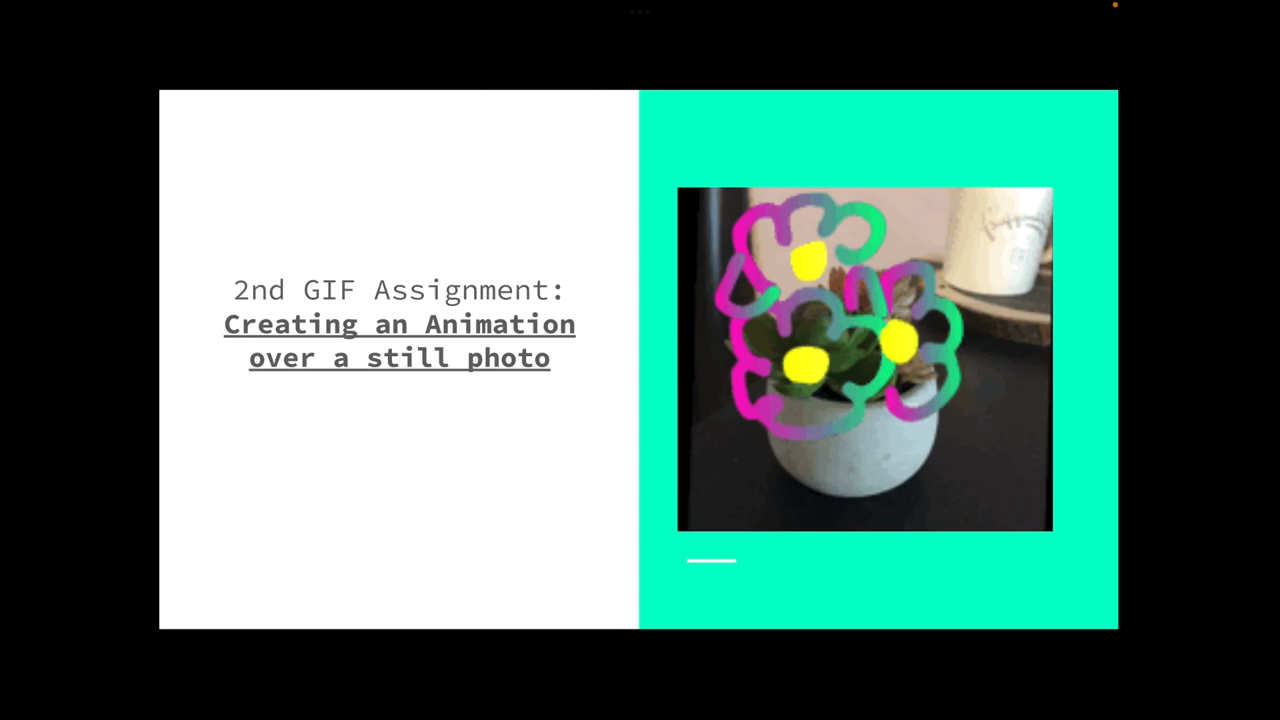 2nd GIF Assignment:
Creating an Animation
over a still photo